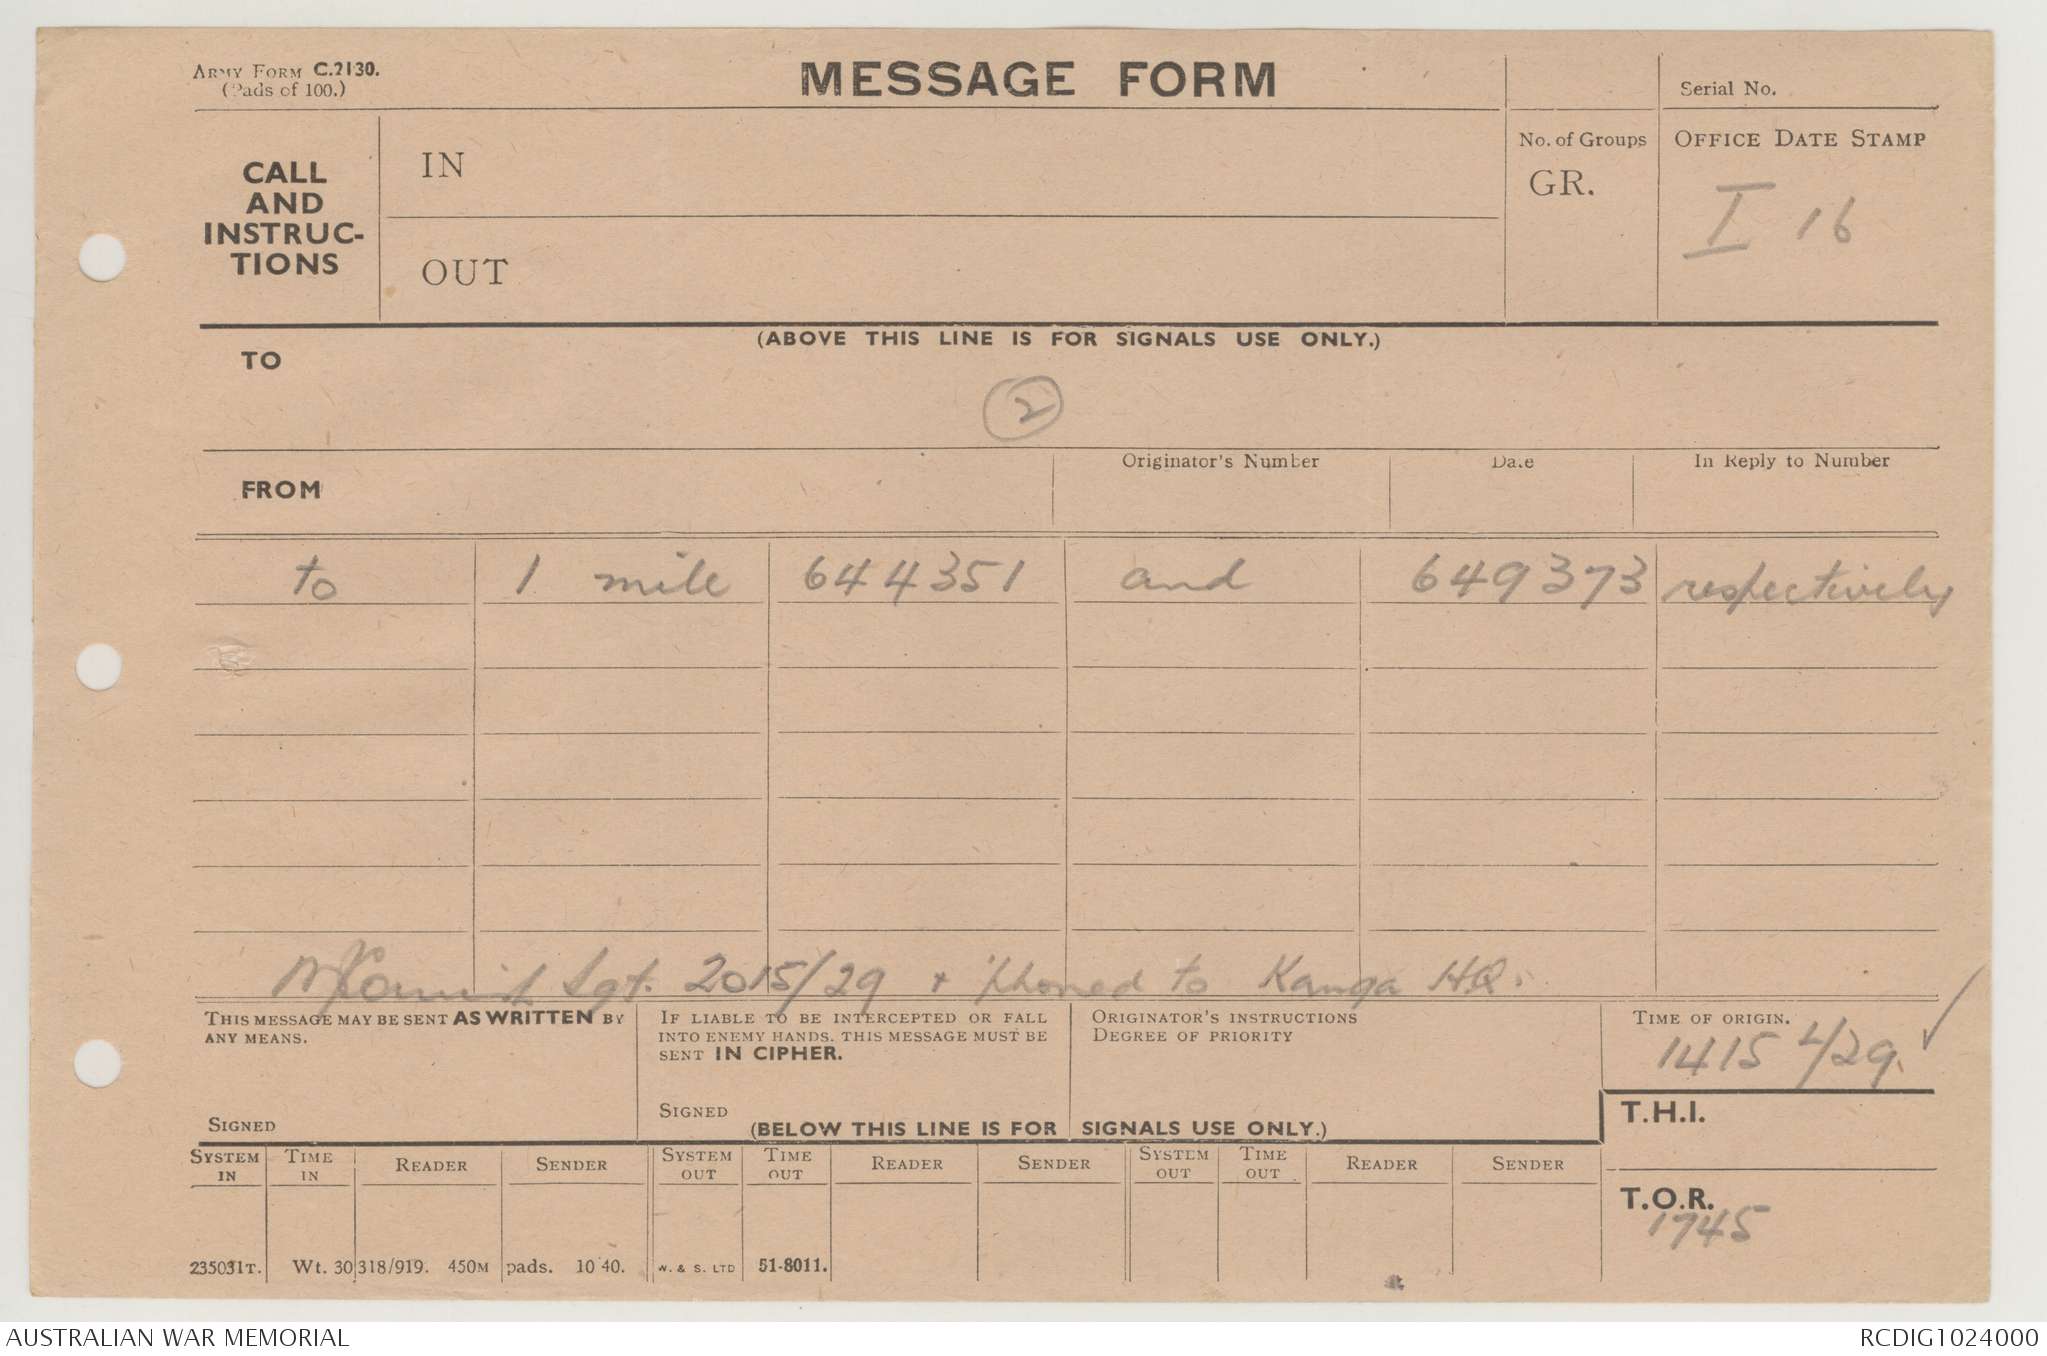 ARMY FORM C.2130.
(Pads of 100.)
MESSAGE FORM
Serial No.
CALL
AND
INSTRUC-
TIONS
IN
OUT
No. of Groups
GR.
OFFICE DATE STAMP
I 16
(ABOVE THIS LINE IS FOR SIGNALS USE ONLY.)
TO
2
FROM
Originator's Number
Date
In Reply to Number
to 1 mile 644351 and 649373 respectively
Sgt. 2015/29 + 'phoned to Kanga HQ.
THIS MESSAGE MAY BE SENT AS WRITTEN BY
ANY MEANS.
SIGNED
IF LIABLE TO BE INTERCEPTED OR FALL
INTO ENEMY HANDS. THIS MESSAGE MUST BE
SENT IN CIPHER.
SIGNED
ORIGINATOR'S INSTRUCTIONS
DEGREE OF PRIORITY
TIME OF ORIGIN.
1415 L/29.
(BELOW THIS LINE IS FOR SIGNALS USE ONLY.)
T.H.I.
T.O.R.
1745
SYSTEM IN TIME IN READER SENDER SYSTEM OUT TIME OUT READER SENDER SYSTEM OUT TIME OUT READER SENDER
235031T. Wt. 30318/919. 450M pads. 10 40. W. & S. LTD 51-8011.
AUSTRALIAN WAR MEMORIAL
RCDIG1024000